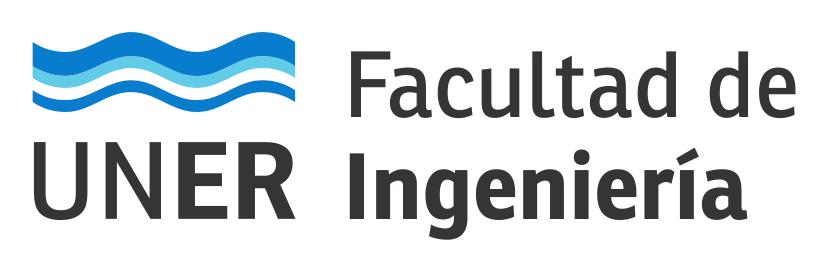 UNER
Facultad de
Ingeniería